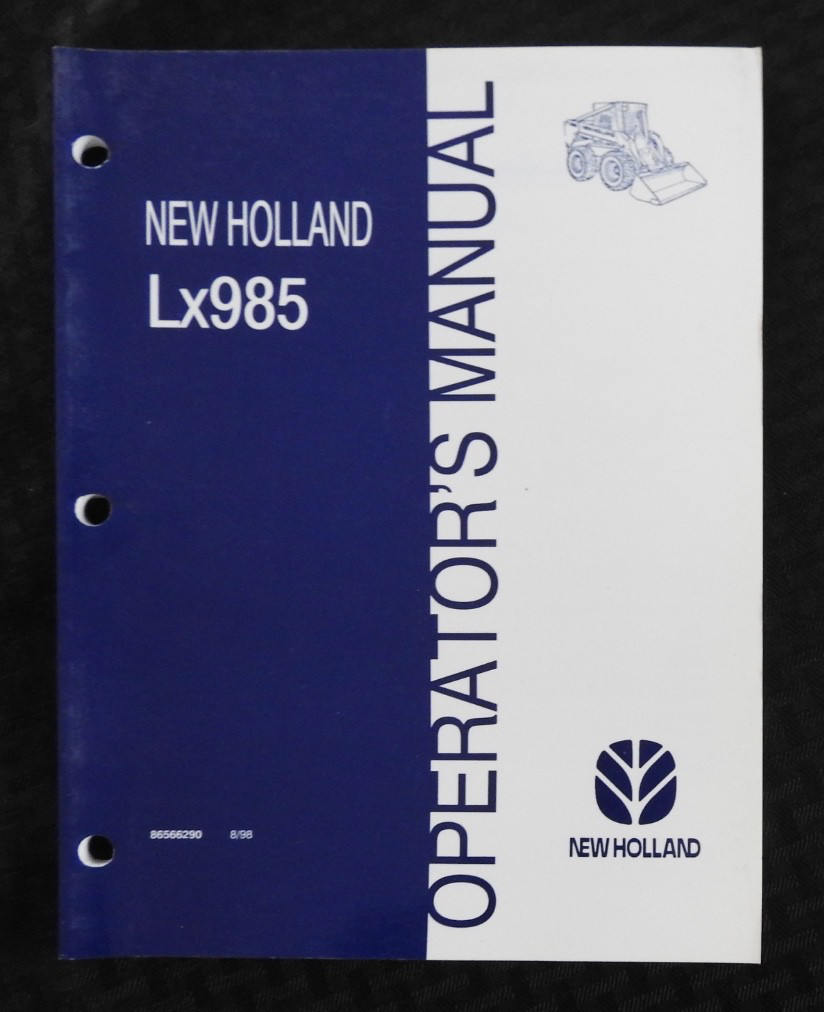 NEW HOLLAND
Lx985
OPERATOR'S MANUAL
86566290 8/98
NEW HOLLAND